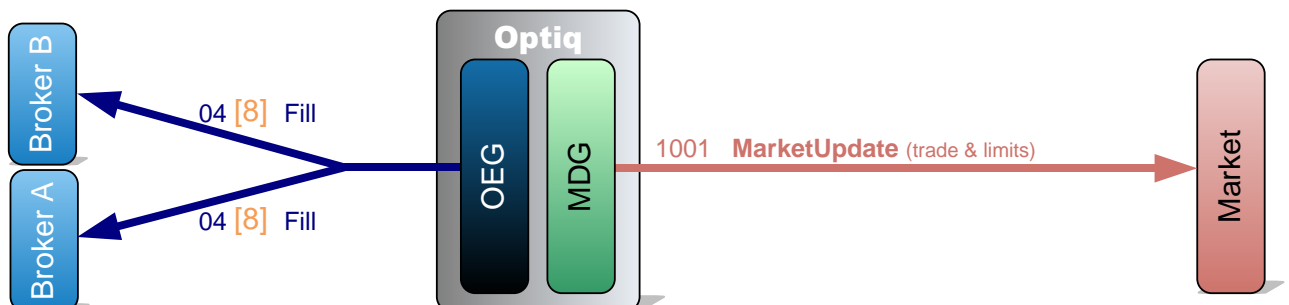 Optiq
Broker B
04 [8] Fill
1001 MarketUpdate (trade & limits)
OEG
MDG
Market
Broker A
04 [8] Fill